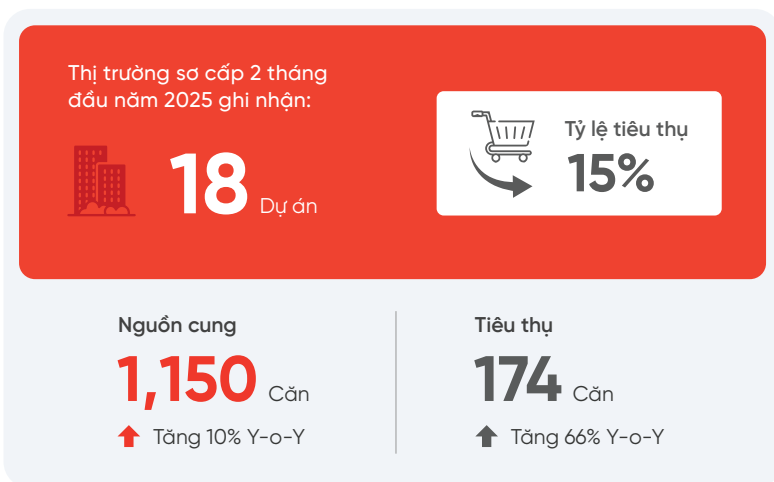 Thị trường sơ cấp 2 tháng
đầu năm 2025 ghi nhận:
18 Dự án
Tỷ lệ tiêu thụ
15%
Nguồn cung
1,150 Căn
Tăng 10% Y-o-Y
Tiêu thụ
174 Căn
Tăng 66% Y-o-Y